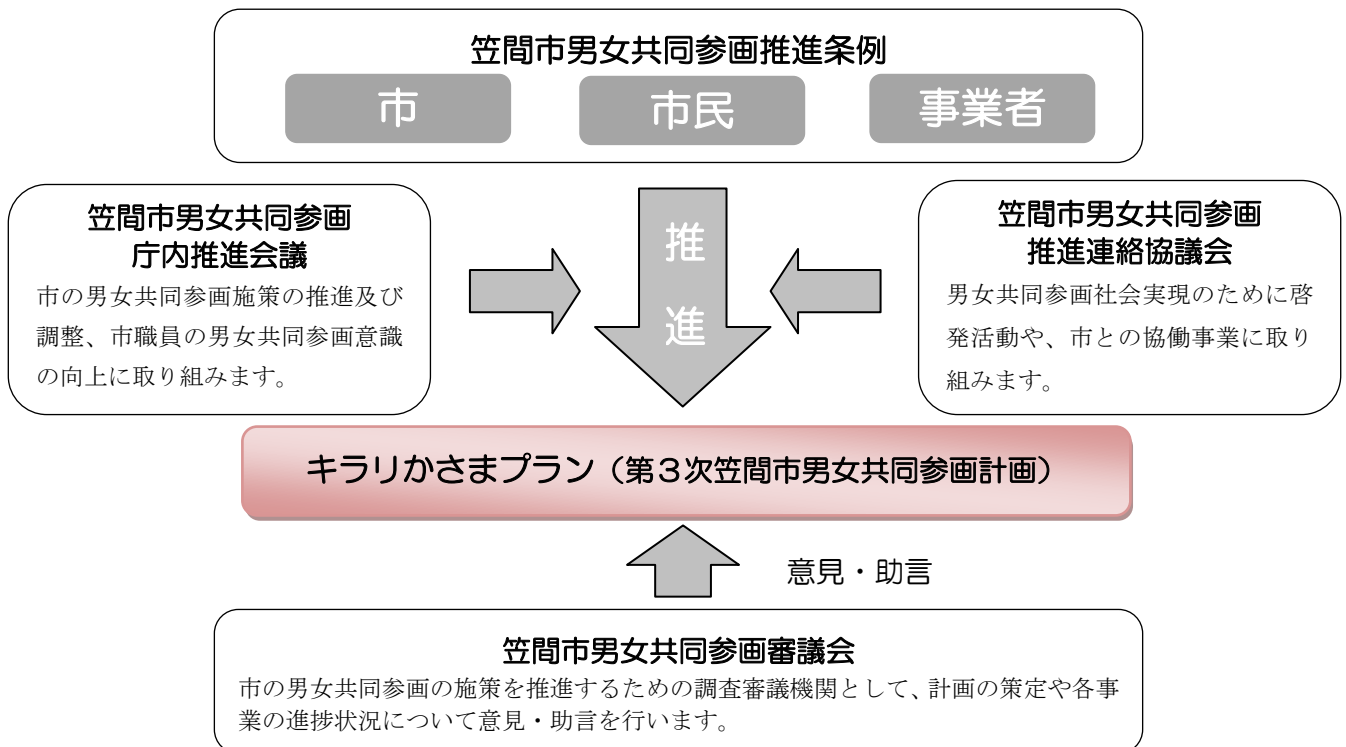 笠間市男女共同参画推進条例
市
市民
事業者
笠間市男女共同参画
庁内推進会議
市の男女共同参画施策の推進及び
調整、市職員の男女共同参画意識
の向上に取り組みます。
推
進
笠間市男女共同参画
推進連絡協議会
男女共同参画社会実現のために啓
発活動や、市との協働事業に取り
組みます。
キラリかさまプラン（第３次笠間市男女共同参画計画）
意見・助言
笠間市男女共同参画審議会
市の男女共同参画の施策を推進するための調査審議機関として、計画の策定や各事
業の進捗状況について意見・助言を行います。